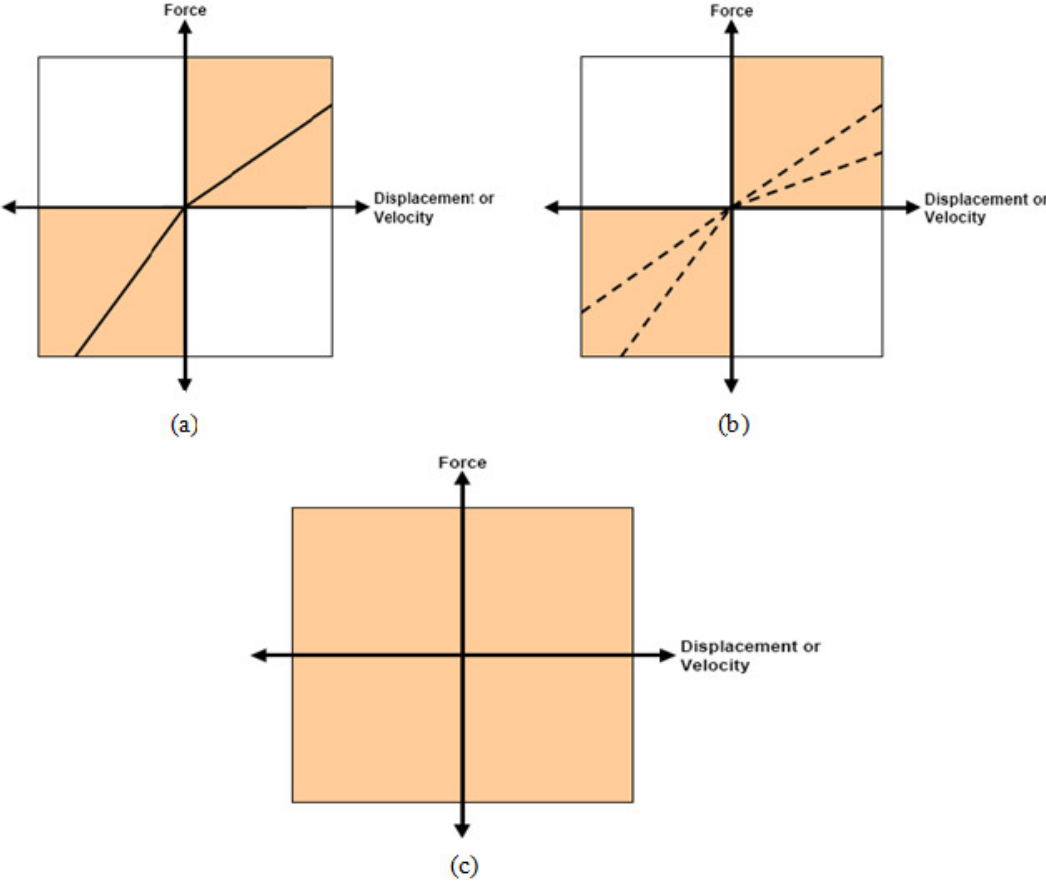 Force
Displacement or
Velocity
(a)
Force
Displacement or
Velocity
(b)
Force
Displacement or
Velocity
(c)